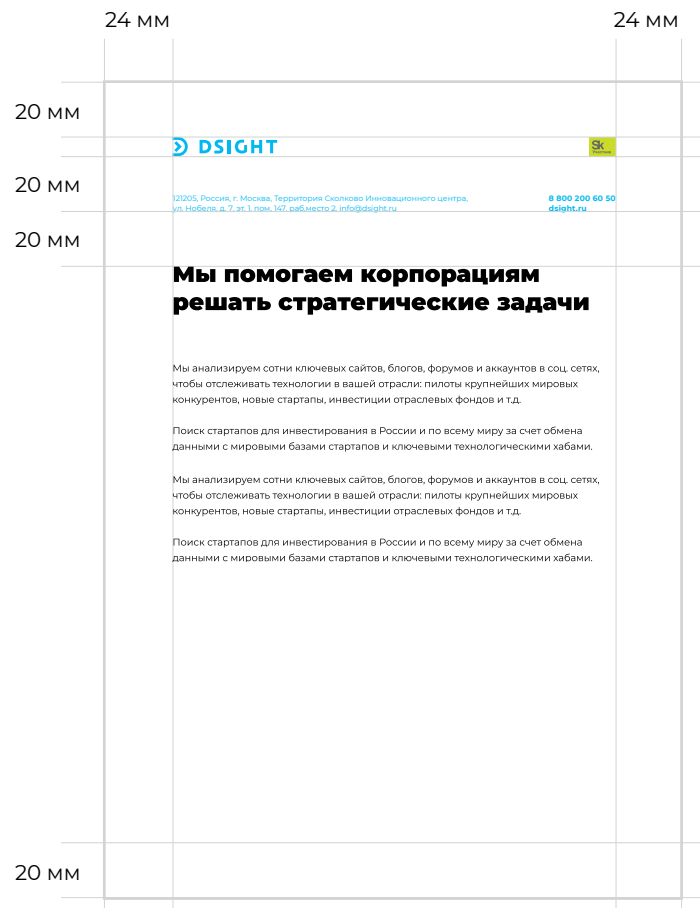 24 мм 24 мм
20 мм
DSIGHT Sk
20 мм
121205, Россия, г. Москва, Территория Сколково Инновационного центра, 8 800 200 60 50
ул. Нобеля, д. 7, эт. 1, пом. 147, раб.место 2, info@dsight.ru dsight.ru
20 мм
Мы помогаем корпорациям
решать стратегические задачи
Мы анализируем сотни ключевых сайтов, блогов, форумов и аккаунтов в соц. сетях,
чтобы отслеживать технологии в вашей отрасли: пилоты крупнейших мировых
конкурентов, новые стартапы, инвестиции отраслевых фондов и т.д.
Поиск стартапов для инвестирования в России и по всему миру за счет обмена
данными с мировыми базами стартапов и ключевыми технологическими хабами.
Мы анализируем сотни ключевых сайтов, блогов, форумов и аккаунтов в соц. сетях,
чтобы отслеживать технологии в вашей отрасли: пилоты крупнейших мировых
конкурентов, новые стартапы, инвестиции отраслевых фондов и т.д.
Поиск стартапов для инвестирования в России и по всему миру за счет обмена
данными с мировыми базами стартапов и ключевыми технологическими хабами.
20 мм